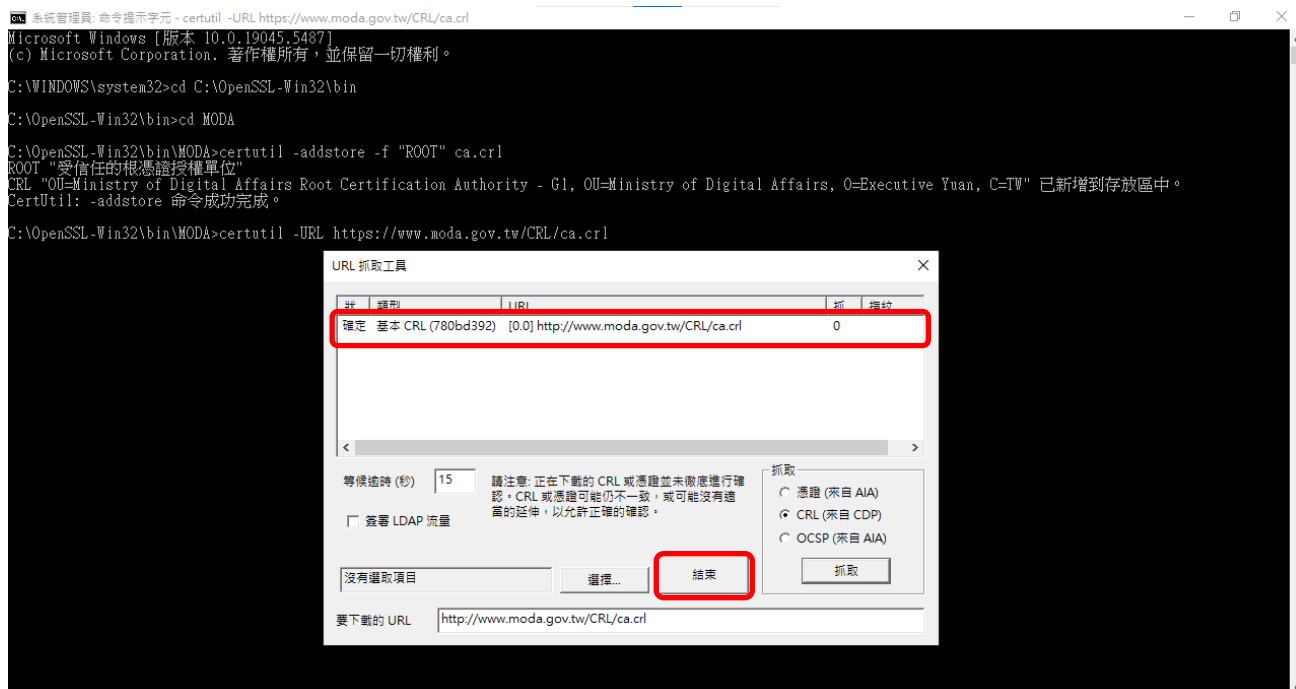 系統管理員: 命令提示字元 - certutil -URL https://www.moda.gov.tw/CRL/ca.crl
Microsoft Windows [版本 10.0.19045.5487]
(c) Microsoft Corporation. 著作權所有，並保留一切權利。
C:\WINDOWS\system32>cd C:\OpenSSL-Win32\bin
C:\OpenSSL-Win32\bin>cd MODA
C:\OpenSSL-Win32\bin\MODA>certutil -addstore -f "ROOT" ca.crl
ROOT "受信任的根憑證授權單位"
CRL "OU=Ministry of Digital Affairs Root Certification Authority - G1, OU=Ministry of Digital Affairs, O=Executive Yuan, C=TW" 已新增到存放區中。
CertUtil: -addstore 命令成功完成。
C:\OpenSSL-Win32\bin\MODA>certutil -URL https://www.moda.gov.tw/CRL/ca.crl
URL 抓取工具
狀 類型 URL 抓 指紋
確定 基本 CRL (780bd392) [0.0] http://www.moda.gov.tw/CRL/ca.crl 0
等候逾時 (秒) 15
請注意: 正在下載的 CRL 或憑證並未徹底進行確
認。CRL 或憑證可能仍不一致，或可能沒有適
當的延伸，以允許正確的確認。
簽署 LDAP 流量
抓取
憑證 (來自 AIA)
CRL (來自 CDP)
OCSP (來自 AIA)
抓取
沒有選取項目 選擇... 結束
要下載的 URL http://www.moda.gov.tw/CRL/ca.crl